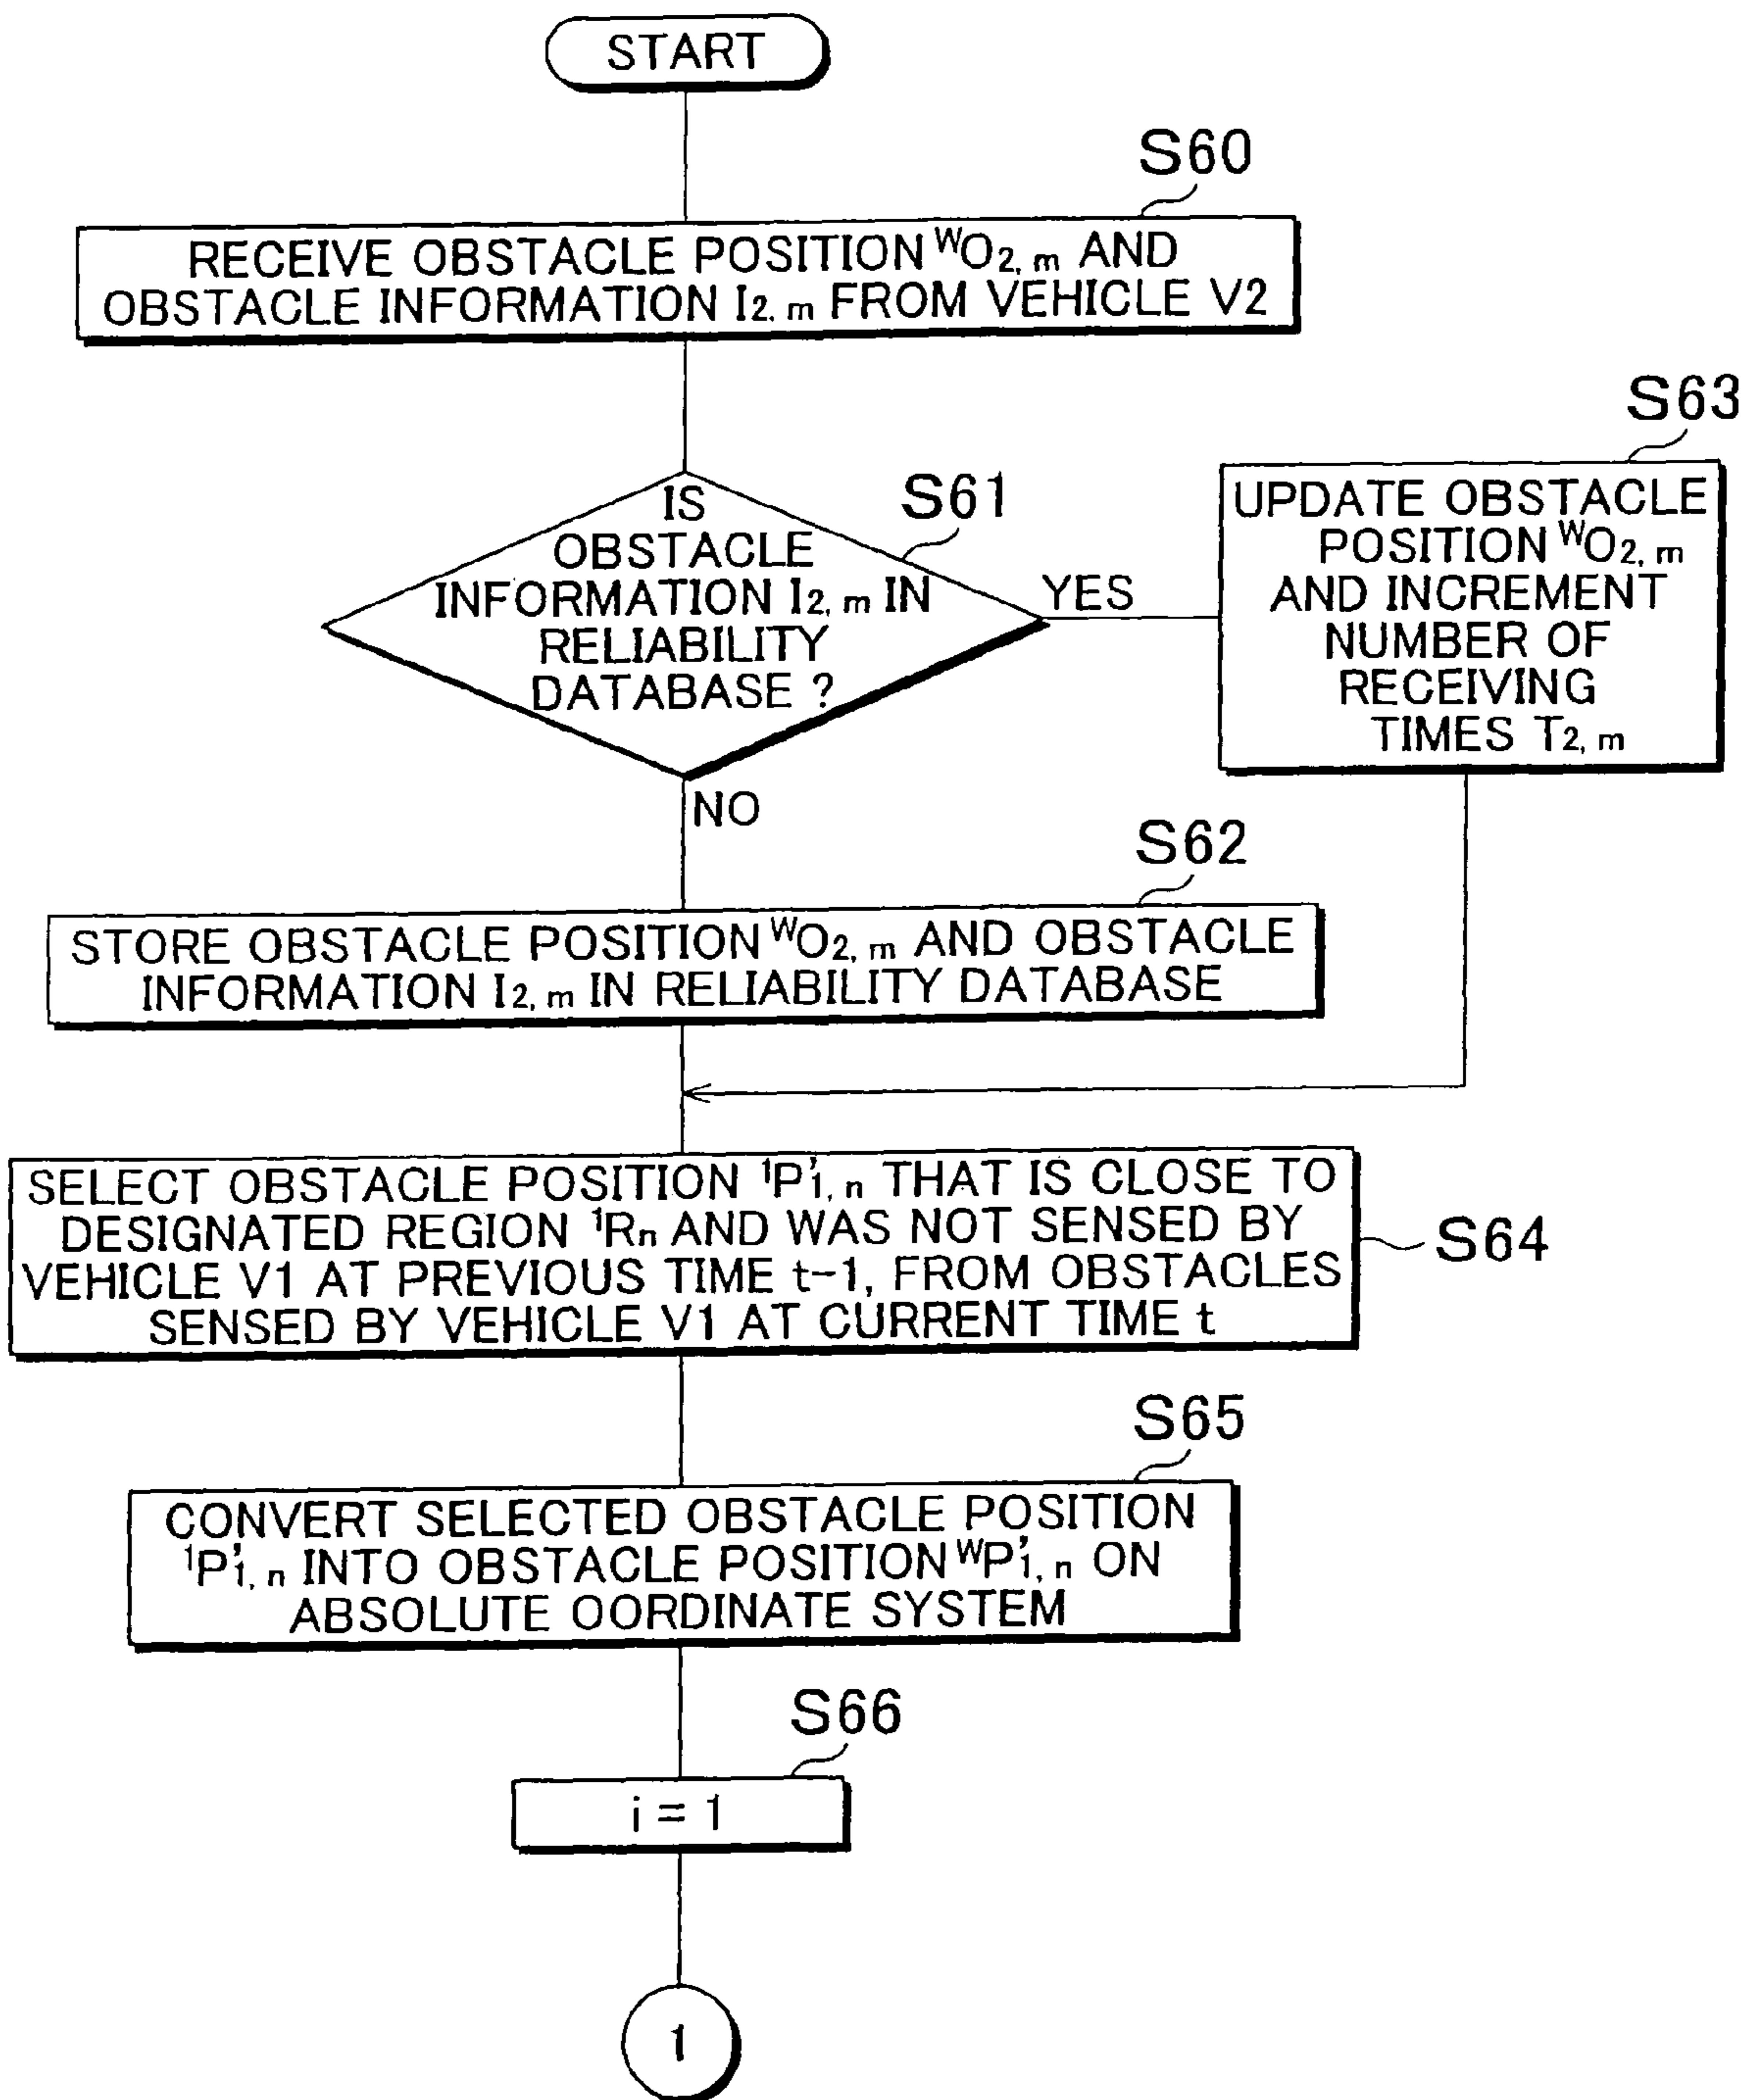 START
S60
RECEIVE OBSTACLE POSITION ᵂO₂,ₘ AND
OBSTACLE INFORMATION I₂,ₘ FROM VEHICLE V2
S61
IS
OBSTACLE
INFORMATION I₂,ₘ IN
RELIABILITY
DATABASE ?
YES
NO
S63
UPDATE OBSTACLE
POSITION ᵂO₂,ₘ
AND INCREMENT
NUMBER OF
RECEIVING
TIMES T₂,ₘ
S62
STORE OBSTACLE POSITION ᵂO₂,ₘ AND OBSTACLE
INFORMATION I₂,ₘ IN RELIABILITY DATABASE
SELECT OBSTACLE POSITION ¹P'₁,ₙ THAT IS CLOSE TO
DESIGNATED REGION ¹Rₙ AND WAS NOT SENSED BY
VEHICLE V1 AT PREVIOUS TIME t-1, FROM OBSTACLES
SENSED BY VEHICLE V1 AT CURRENT TIME t
S64
S65
CONVERT SELECTED OBSTACLE POSITION
¹P'₁,ₙ INTO OBSTACLE POSITION ᵂP'₁,ₙ ON
ABSOLUTE OORDINATE SYSTEM
S66
i = 1
1